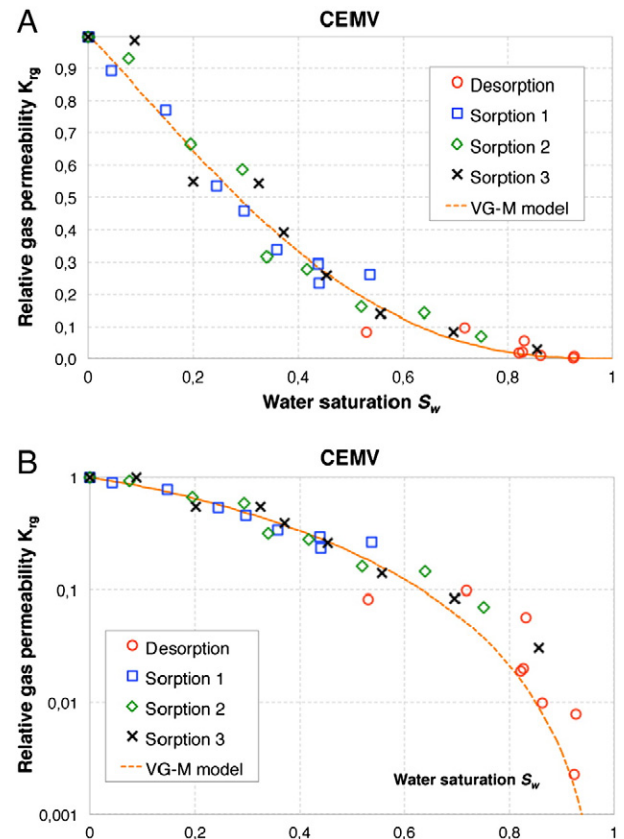 A
CEMV
Relative gas permeability Krg
0,9
0,8
0,7
0,6
0,5
0,4
0,3
0,2
0,1
0,0
Desorption
Sorption 1
Sorption 2
Sorption 3
VG-M model
0 0,2 0,4 0,6 0,8 1
Water saturation Sw
B
CEMV
Relative gas permeability Krg
1
0,1
0,01
0,001
Desorption
Sorption 1
Sorption 2
Sorption 3
VG-M model
Water saturation Sw
0 0,2 0,4 0,6 0,8 1